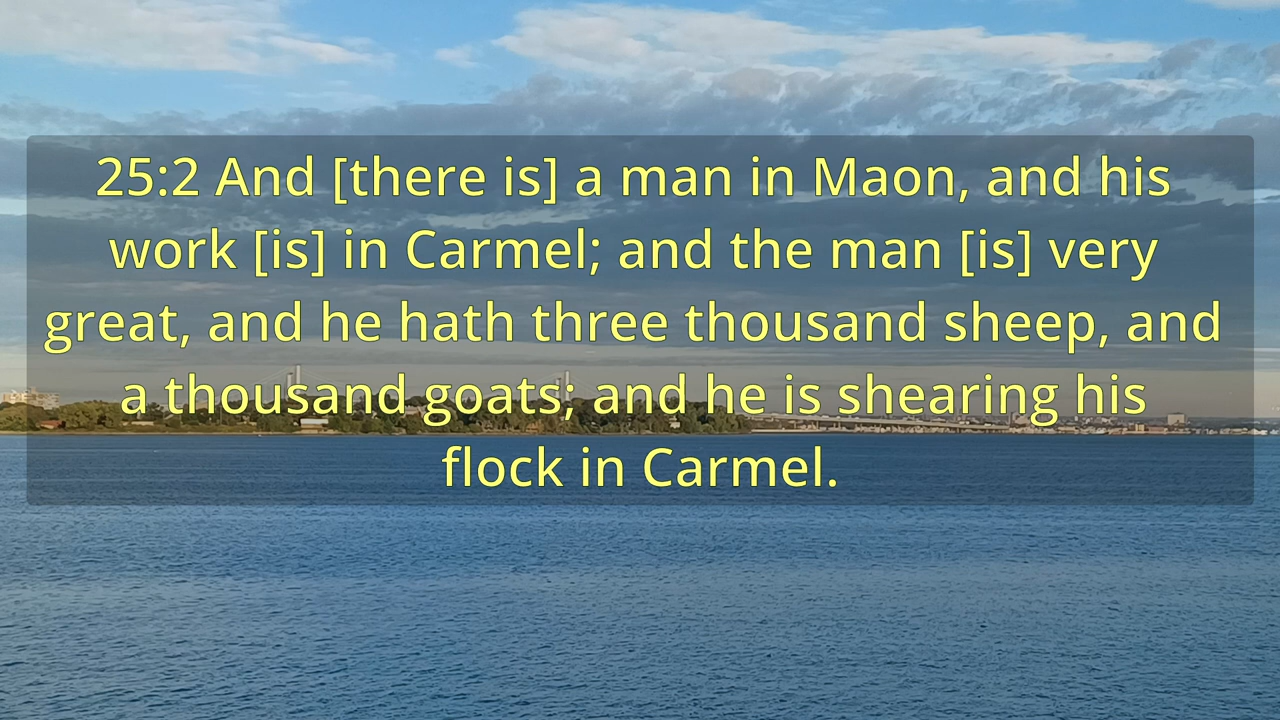 25:2 And [there is] a man in Maon, and his
work [is] in Carmel; and the man [is] very
great, and he hath three thousand sheep, and
a thousand goats; and he is shearing his
flock in Carmel.